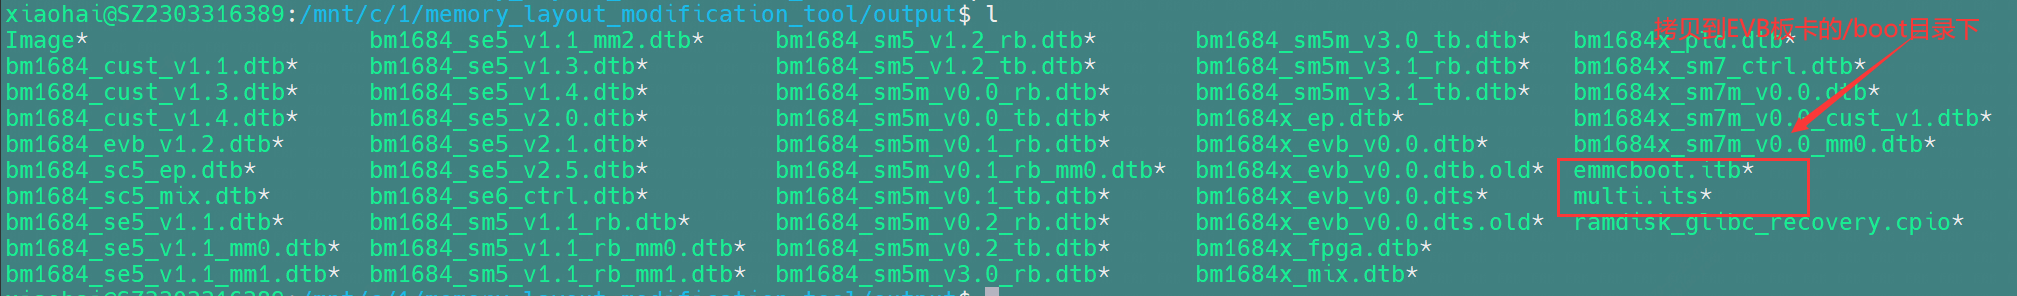 xiaohai@SZ2303316389:/mnt/c/1/memory_layout_modification_tool/output$ l
拷贝到EVB板卡的/boot目录下
Image* bm1684_se5_v1.1_mm2.dtb* bm1684_sm5_v1.2_rb.dtb* bm1684_sm5m_v3.0_tb.dtb* bm1684x_pld.dtb*
bm1684_cust_v1.1.dtb* bm1684_se5_v1.3.dtb* bm1684_sm5_v1.2_tb.dtb* bm1684_sm5m_v3.1_rb.dtb* bm1684x_sm7_ctrl.dtb*
bm1684_cust_v1.3.dtb* bm1684_se5_v1.4.dtb* bm1684_sm5m_v0.0_rb.dtb* bm1684_sm5m_v3.1_tb.dtb* bm1684x_sm7m_v0.0.dtb*
bm1684_cust_v1.4.dtb* bm1684_se5_v2.0.dtb* bm1684_sm5m_v0.0_tb.dtb* bm1684x_ep.dtb* bm1684x_sm7m_v0.0_cust_v1.dtb*
bm1684_evb_v1.2.dtb* bm1684_se5_v2.1.dtb* bm1684_sm5m_v0.1_rb.dtb* bm1684x_evb_v0.0.dtb* bm1684x_sm7m_v0.0_mm0.dtb*
bm1684_sc5_ep.dtb* bm1684_se5_v2.5.dtb* bm1684_sm5m_v0.1_rb_mm0.dtb* bm1684x_evb_v0.0.dtb.old* emmcboot.itb*
bm1684_sc5_mix.dtb* bm1684_se6_ctrl.dtb* bm1684_sm5m_v0.1_tb.dtb* bm1684x_evb_v0.0.dts* multi.its*
bm1684_se5_v1.1.dtb* bm1684_sm5_v1.1_rb.dtb* bm1684_sm5m_v0.2_rb.dtb* bm1684x_evb_v0.0.dts.old* ramdisk_glibc_recovery.cpio*
bm1684_se5_v1.1_mm0.dtb* bm1684_sm5_v1.1_rb_mm0.dtb* bm1684_sm5m_v0.2_tb.dtb* bm1684x_fpga.dtb*
bm1684_se5_v1.1_mm1.dtb* bm1684_sm5_v1.1_rb_mm1.dtb* bm1684_sm5m_v3.0_rb.dtb* bm1684x_mix.dtb*
xiaohai@SZ2303316389:/mnt/c/1/memory_layout_modification_tool/output$